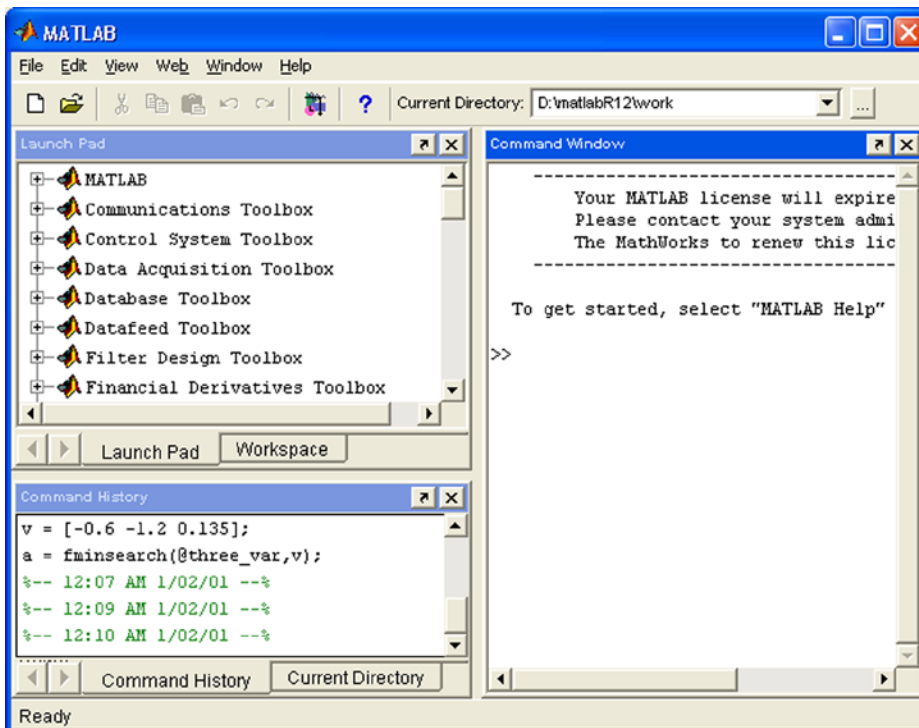 MATLAB
File Edit View Web Window Help
Current Directory: D:\matlabR12\work ...
Launch Pad
MATLAB
Communications Toolbox
Control System Toolbox
Data Acquisition Toolbox
Database Toolbox
Datafeed Toolbox
Filter Design Toolbox
Financial Derivatives Toolbox
Launch Pad Workspace
Command History
v = [-0.6 -1.2 0.135];
a = fminsearch(@three_var,v);
%-- 12:07 AM 1/02/01 --%
%-- 12:09 AM 1/02/01 --%
%-- 12:10 AM 1/02/01 --%
Command History Current Directory
Command Window
-----------------------------------
Your MATLAB license will expire
Please contact your system admi
The MathWorks to renew this lic
-----------------------------------
To get started, select "MATLAB Help"
>>
Ready